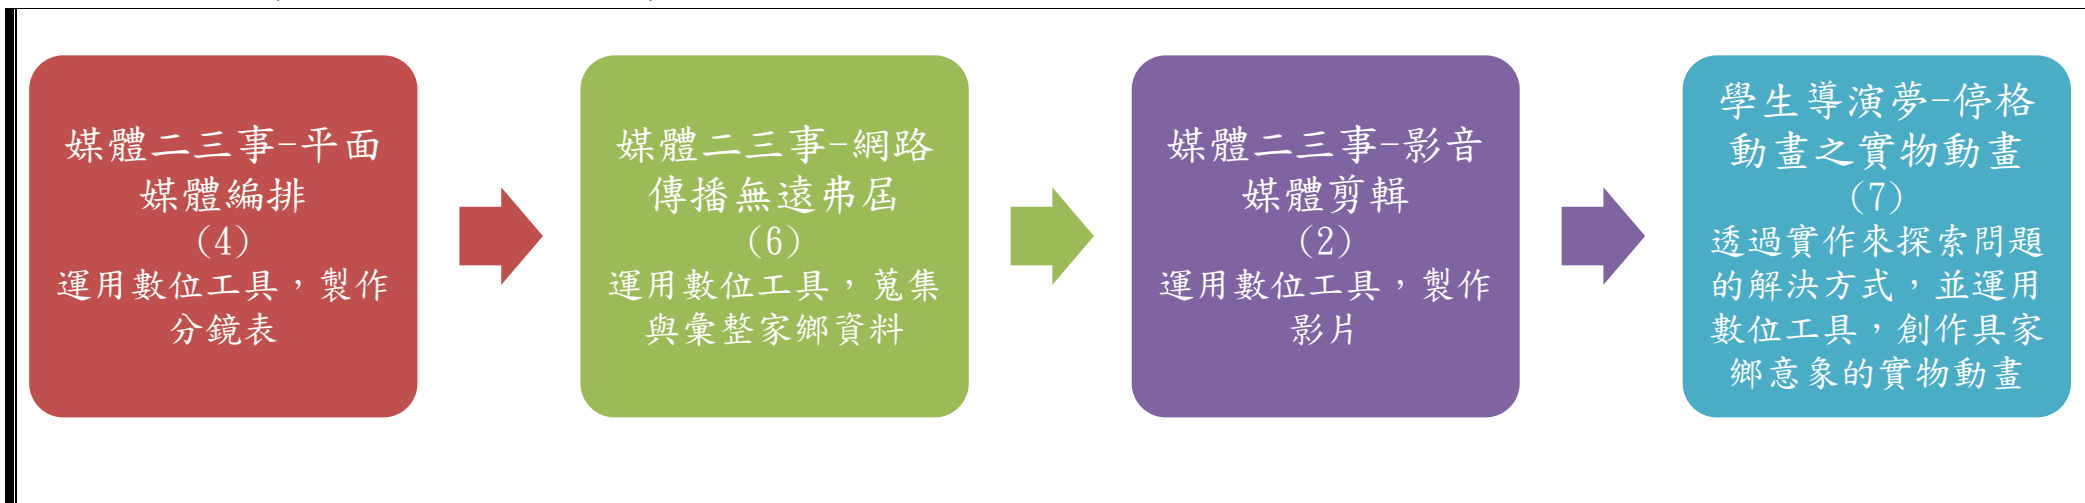 媒體二三事-平面
媒體編排
(4)
運用數位工具，製作
分鏡表
媒體二三事-網路
傳播無遠弗屆
(6)
運用數位工具，蒐集
與彙整家鄉資料
媒體二三事-影音
媒體剪輯
(2)
運用數位工具，製作
影片
學生導演夢-停格
動畫之實物動畫
(7)
透過實作來探索問題
的解決方式，並運用
數位工具，創作具家
鄉意象的實物動畫